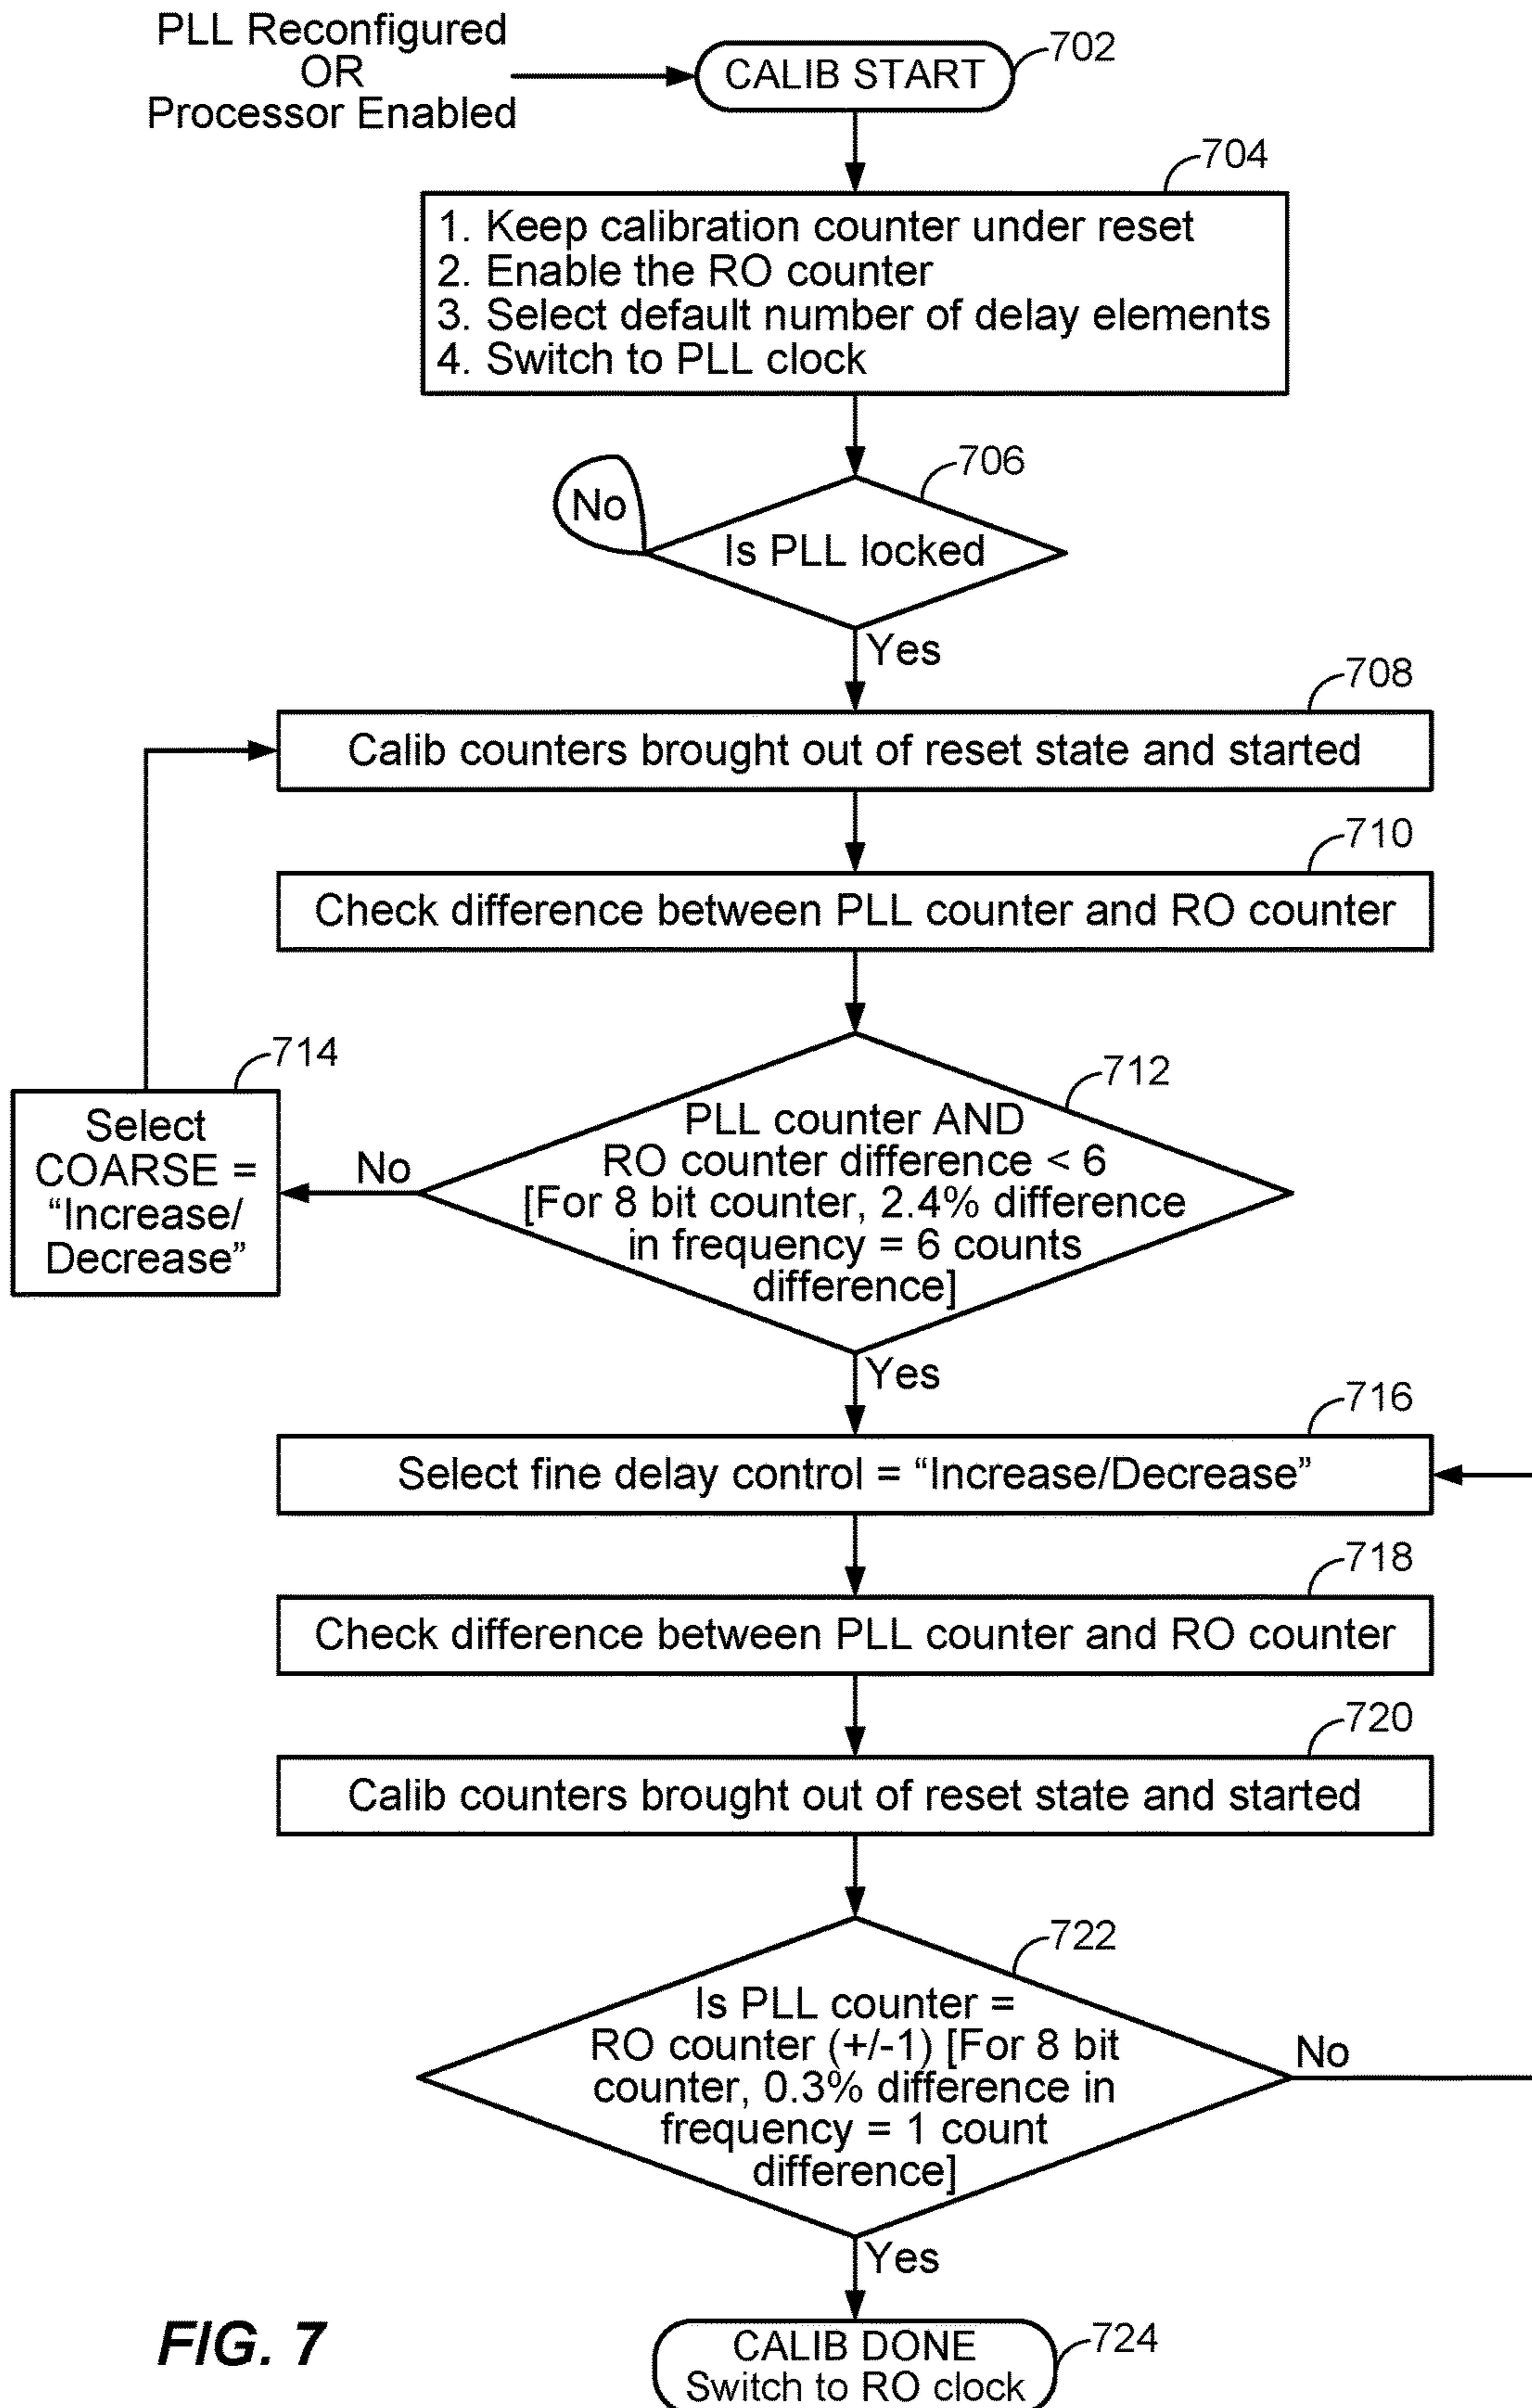 PLL Reconfigured
OR
Processor Enabled
CALIB START
702
704
1. Keep calibration counter under reset
2. Enable the RO counter
3. Select default number of delay elements
4. Switch to PLL clock
706
No
Is PLL locked
Yes
708
Calib counters brought out of reset state and started
710
Check difference between PLL counter and RO counter
714
Select
COARSE =
“Increase/
Decrease”
No
712
PLL counter AND
RO counter difference < 6
[For 8 bit counter, 2.4% difference
in frequency = 6 counts
difference]
Yes
716
Select fine delay control = “Increase/Decrease”
718
Check difference between PLL counter and RO counter
720
Calib counters brought out of reset state and started
722
Is PLL counter =
RO counter (+/-1) [For 8 bit
counter, 0.3% difference in
frequency = 1 count
difference]
No
Yes
FIG. 7
CALIB DONE
Switch to RO clock
724